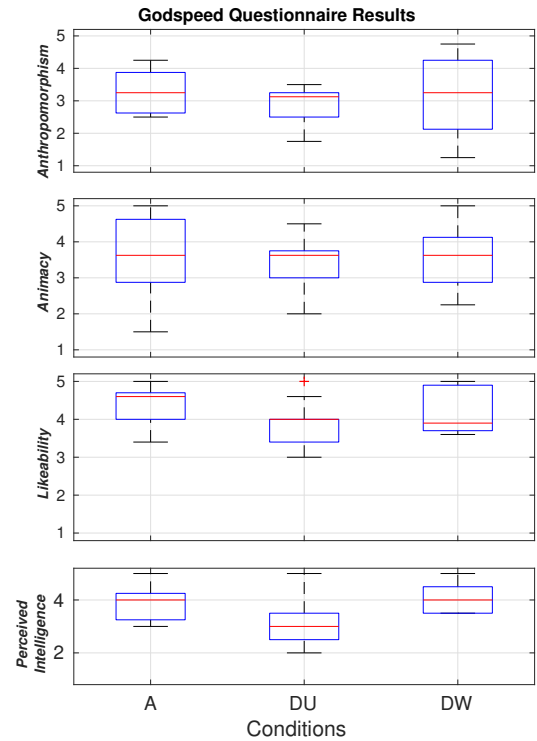 Godspeed Questionnaire Results
Anthropomorphism
5
4
3
2
1
Animacy
5
4
3
2
1
Likeability
5
4
3
2
1
Perceived
Intelligence
4
2
A DU DW
Conditions